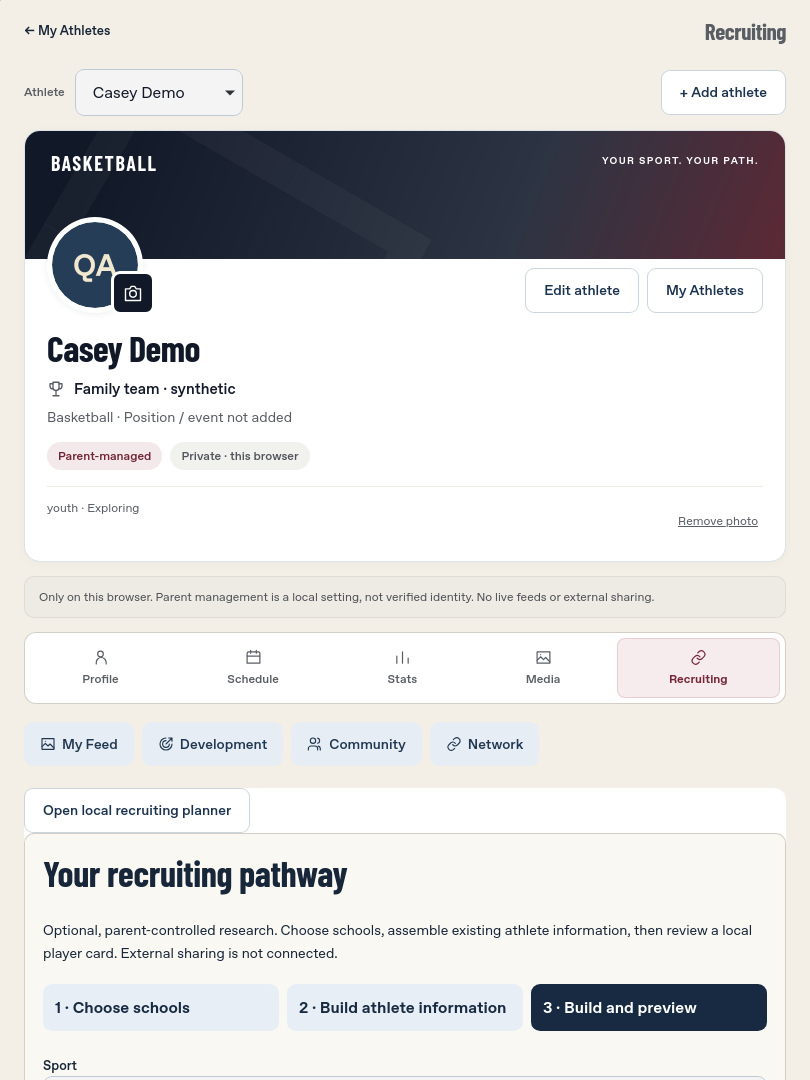 ← My Athletes
Recruiting
Athlete
Casey Demo
+ Add athlete
BASKETBALL
YOUR SPORT. YOUR PATH.
QA
Edit athlete
My Athletes
Casey Demo
Family team · synthetic
Basketball · Position / event not added
Parent-managed
Private · this browser
youth · Exploring
Remove photo
Only on this browser. Parent management is a local setting, not verified identity. No live feeds or external sharing.
Profile
Schedule
Stats
Media
Recruiting
My Feed
Development
Community
Network
Open local recruiting planner
Your recruiting pathway
Optional, parent-controlled research. Choose schools, assemble existing athlete information, then review a local
player card. External sharing is not connected.
1 · Choose schools
2 · Build athlete information
3 · Build and preview
Sport